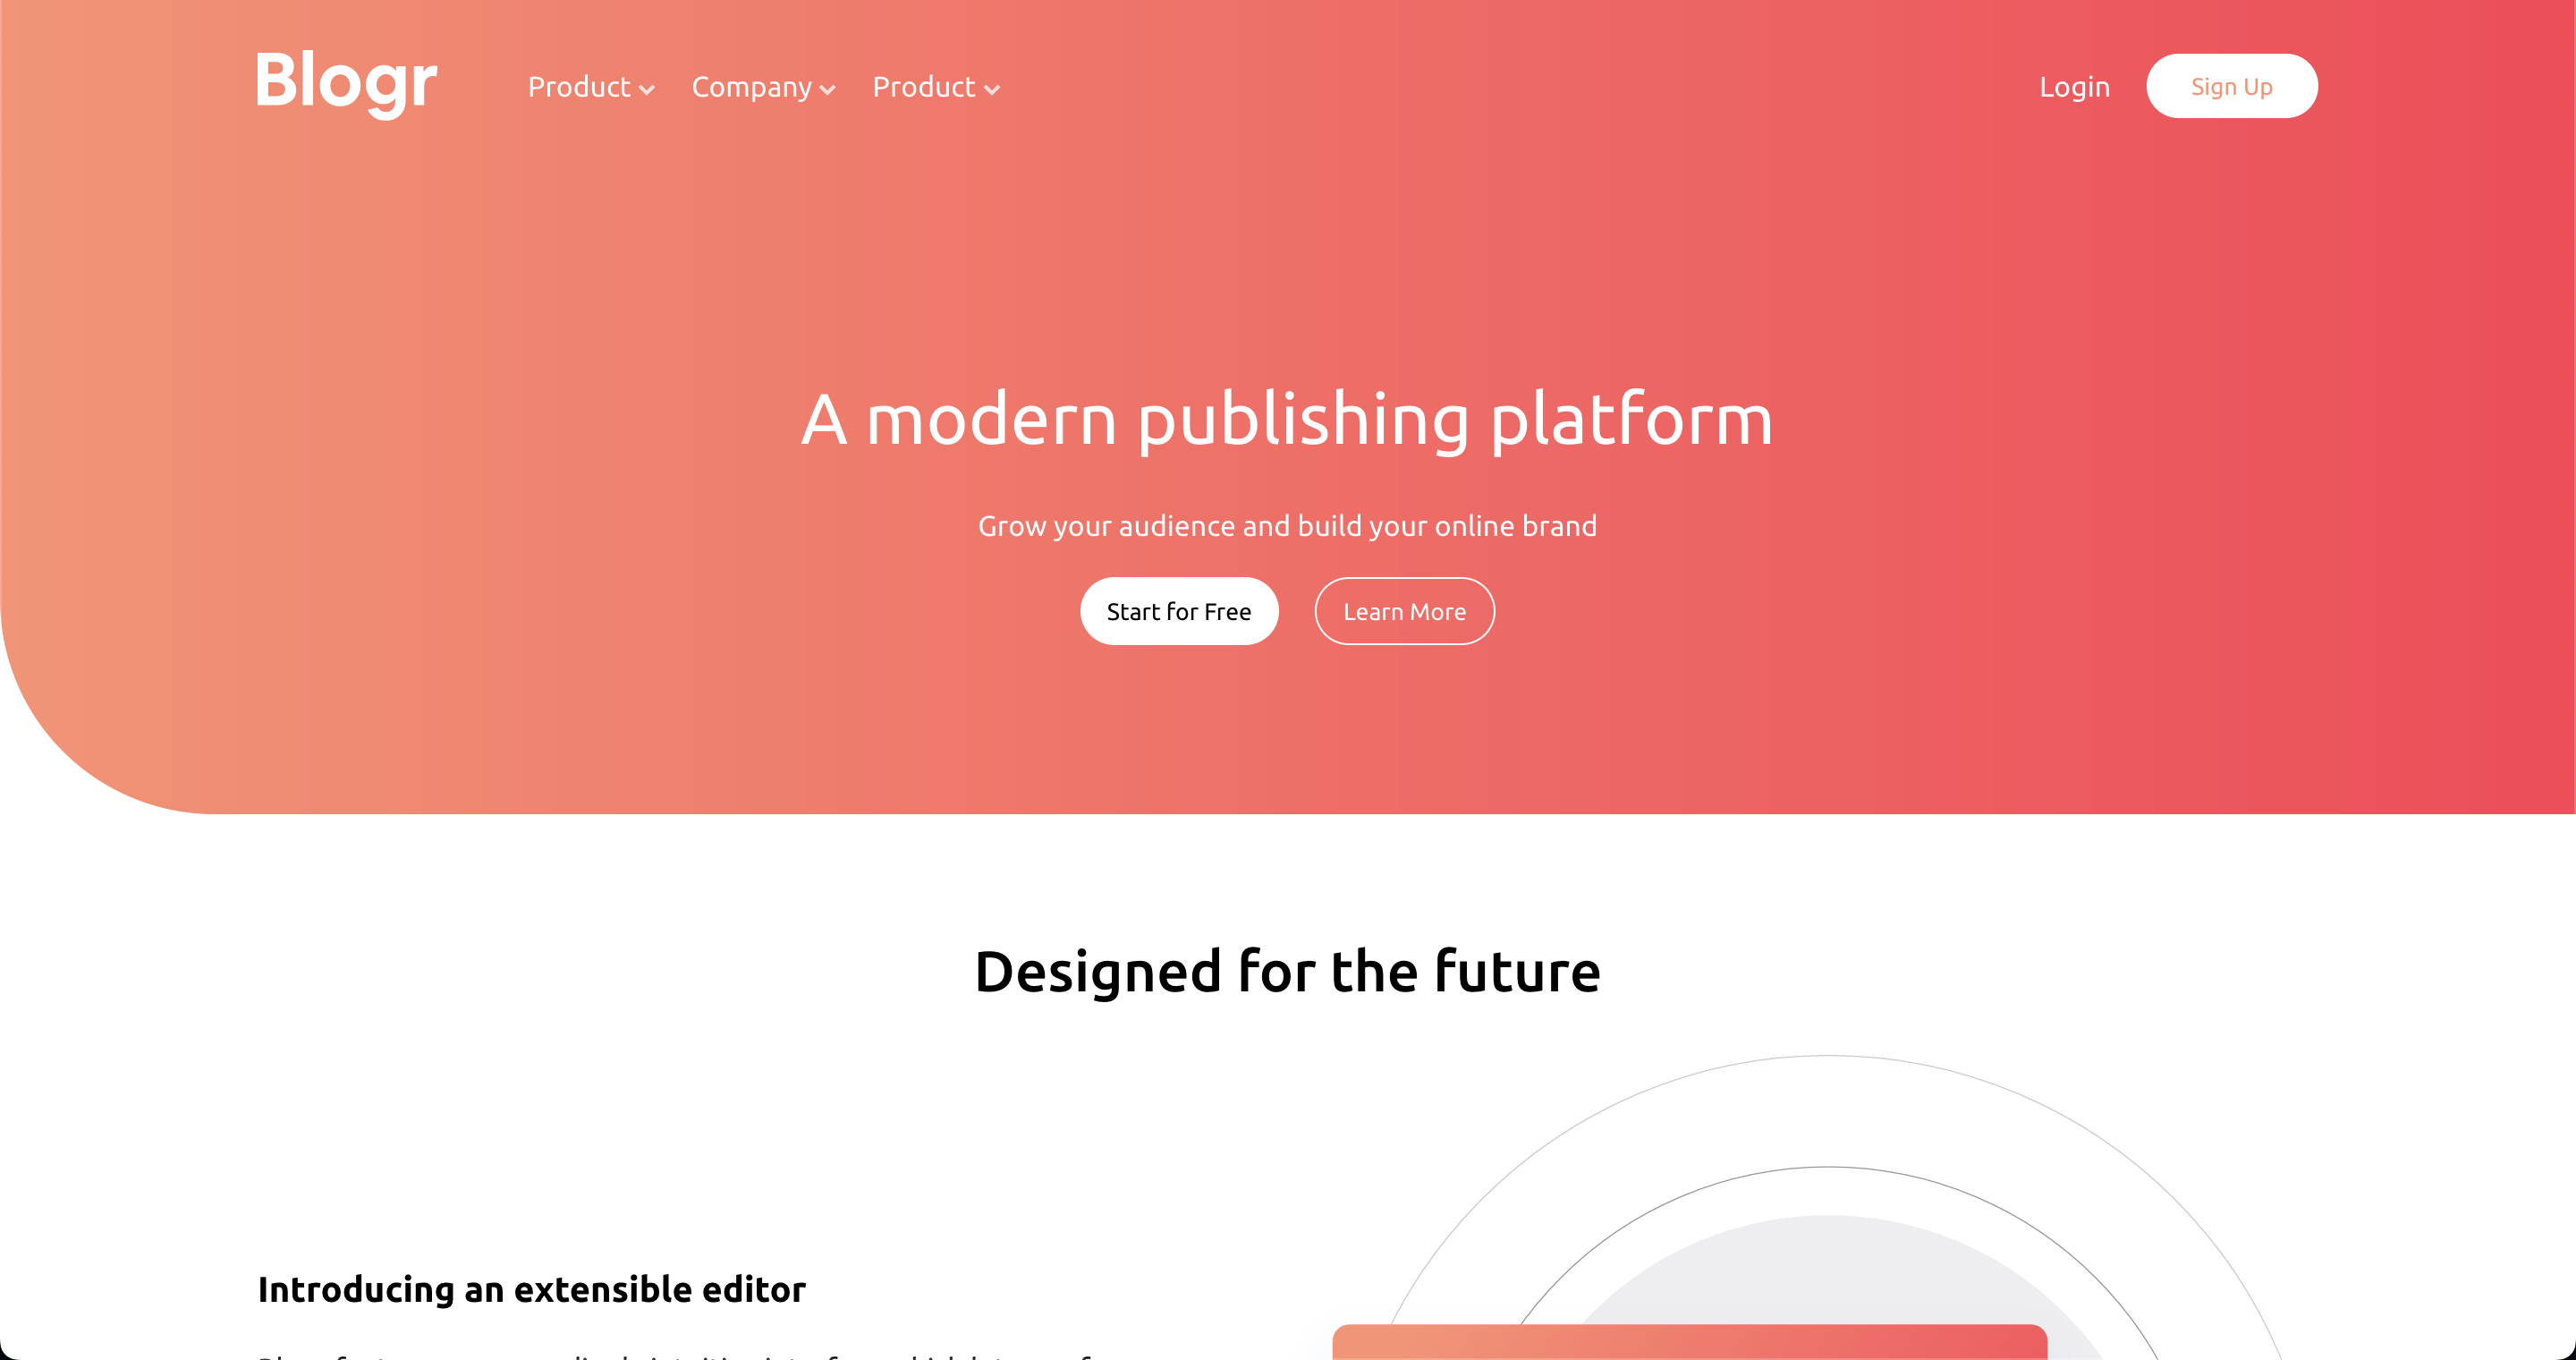 Blogr
Product
Company
Product
Login
Sign Up
A modern publishing platform
Grow your audience and build your online brand
Start for Free
Learn More
Designed for the future
Introducing an extensible editor